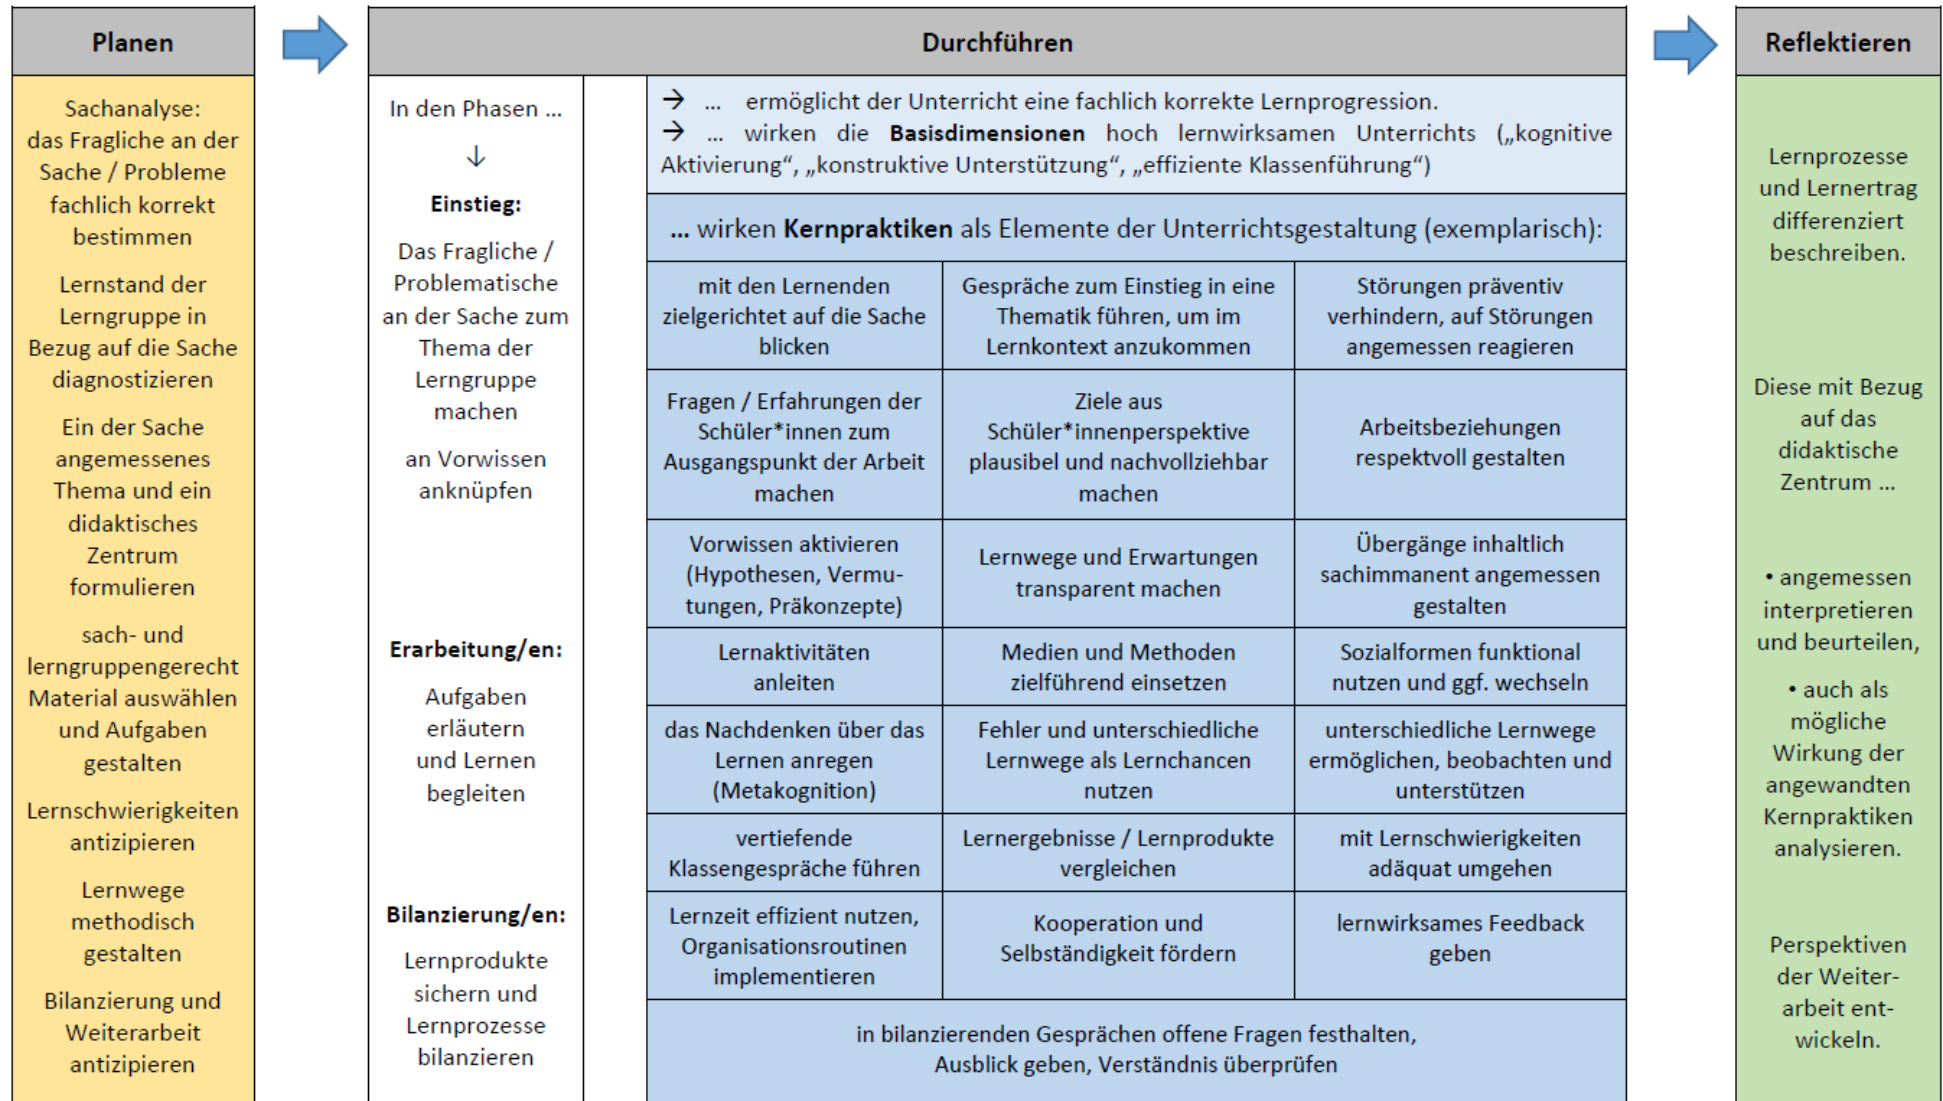 Planen
Sachanalyse:
das Fragliche an der
Sache / Probleme
fachlich korrekt
bestimmen
Lernstand der
Lerngruppe in
Bezug auf die Sache
diagnostizieren
Ein der Sache
angemessenes
Thema und ein
didaktisches
Zentrum
formulieren
sach- und
lerngruppengerecht
Material auswählen
und Aufgaben
gestalten
Lernschwierigkeiten
antizipieren
Lernwege
methodisch
gestalten
Bilanzierung und
Weiterarbeit
antizipieren
Durchführen
In den Phasen ...
↓
Einstieg:
Das Fragliche /
Problematische
an der Sache zum
Thema der
Lerngruppe
machen
an Vorwissen
anknüpfen
Erarbeitung/en:
Aufgaben
erläutern
und Lernen
begleiten
Bilanzierung/en:
Lernprodukte
sichern und
Lernprozesse
bilanzieren
→ ... ermöglicht der Unterricht eine fachlich korrekte Lernprogression.
→ ... wirken die Basisdimensionen hoch lernwirksamen Unterrichts („kognitive
Aktivierung“, „konstruktive Unterstützung“, „effiziente Klassenführung“)
... wirken Kernpraktiken als Elemente der Unterrichtsgestaltung (exemplarisch):
mit den Lernenden
zielgerichtet auf die Sache
blicken
Gespräche zum Einstieg in eine
Thematik führen, um im
Lernkontext anzukommen
Störungen präventiv
verhindern, auf Störungen
angemessen reagieren
Fragen / Erfahrungen der
Schüler*innen zum
Ausgangspunkt der Arbeit
machen
Ziele aus
Schüler*innenperspektive
plausibel und nachvollziehbar
machen
Arbeitsbeziehungen
respektvoll gestalten
Vorwissen aktivieren
(Hypothesen, Vermu-
tungen, Präkonzepte)
Lernwege und Erwartungen
transparent machen
Übergänge inhaltlich
sachimmanent angemessen
gestalten
Lernaktivitäten
anleiten
Medien und Methoden
zielführend einsetzen
Sozialformen funktional
nutzen und ggf. wechseln
das Nachdenken über das
Lernen anregen
(Metakognition)
Fehler und unterschiedliche
Lernwege als Lernchancen
nutzen
unterschiedliche Lernwege
ermöglichen, beobachten und
unterstützen
vertiefende
Klassengespräche führen
Lernergebnisse / Lernprodukte
vergleichen
mit Lernschwierigkeiten
adäquat umgehen
Lernzeit effizient nutzen,
Organisationsroutinen
implementieren
Kooperation und
Selbständigkeit fördern
lernwirksames Feedback
geben
in bilanzierenden Gesprächen offene Fragen festhalten,
Ausblick geben, Verständnis überprüfen
Reflektieren
Lernprozesse
und Lernertrag
differenziert
beschreiben.
Diese mit Bezug
auf das
didaktische
Zentrum ...
• angemessen
interpretieren
und beurteilen,
• auch als
mögliche
Wirkung der
angewandten
Kernpraktiken
analysieren.
Perspektiven
der Weiter-
arbeit ent-
wickeln.